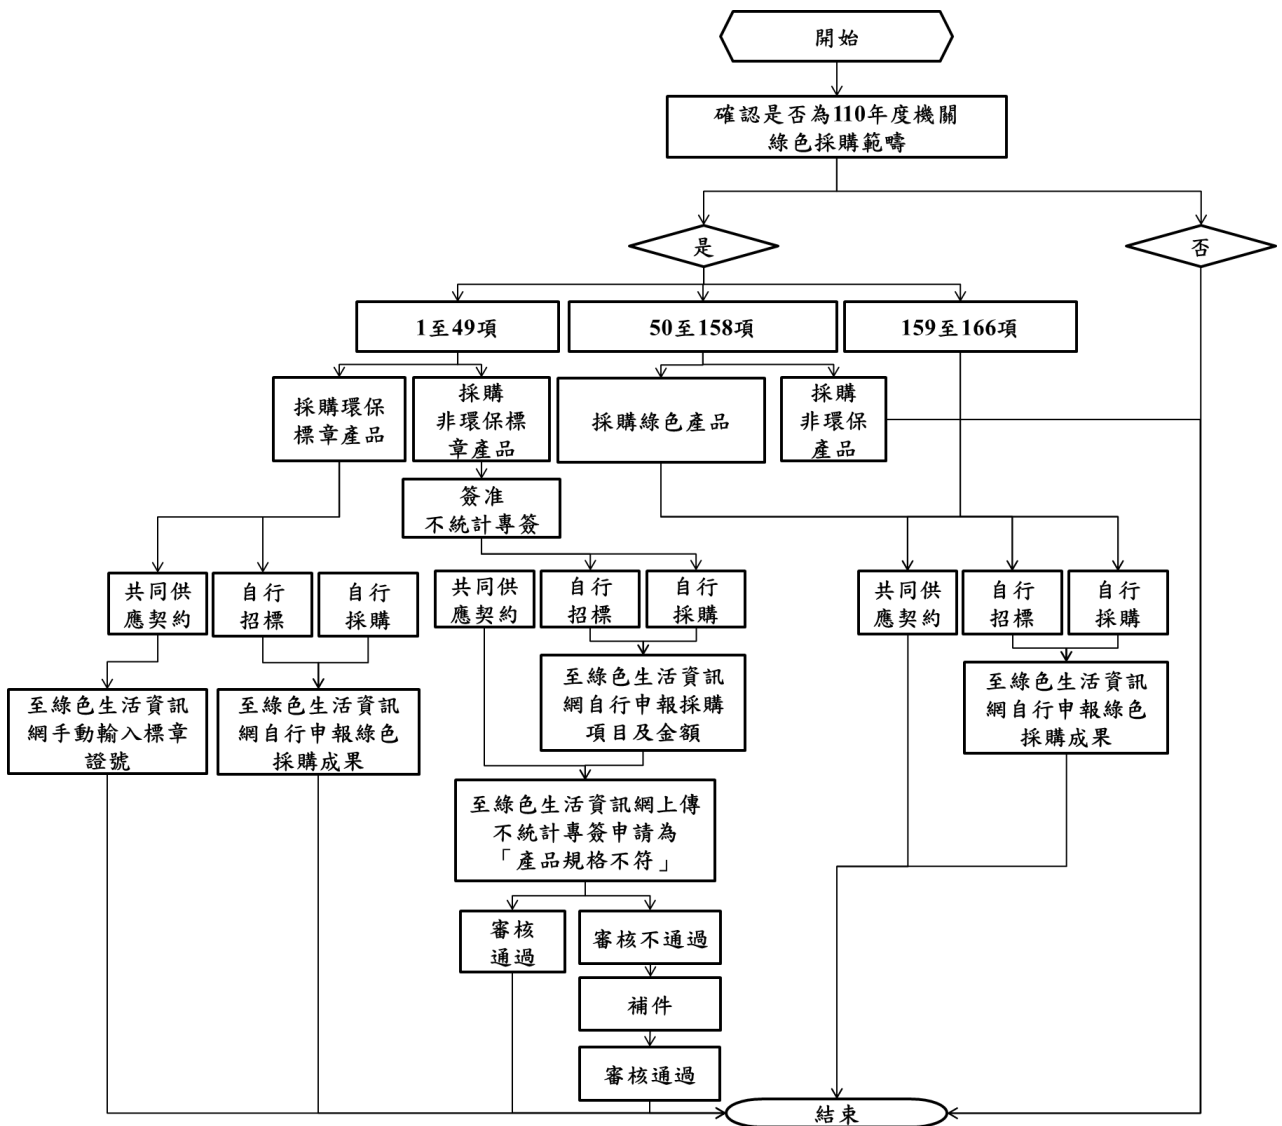 開始
確認是否為110年度機關
綠色採購範疇
是
否
1至49項
50至158項
159至166項
採購環保
標章產品
採購
非環保標
章產品
採購綠色產品
採購
非環保
產品
簽准
不統計專簽
共同供
應契約
自行
招標
自行
採購
共同供
應契約
自行
招標
自行
採購
共同供
應契約
自行
招標
自行
採購
至綠色生活資訊
網手動輸入標章
證號
至綠色生活資訊
網自行申報綠色
採購成果
至綠色生活資訊
網自行申報採購
項目及金額
至綠色生活資訊
網自行申報綠色
採購成果
至綠色生活資訊網上傳
不統計專簽申請為
「產品規格不符」
審核
通過
審核不通過
補件
審核通過
結束